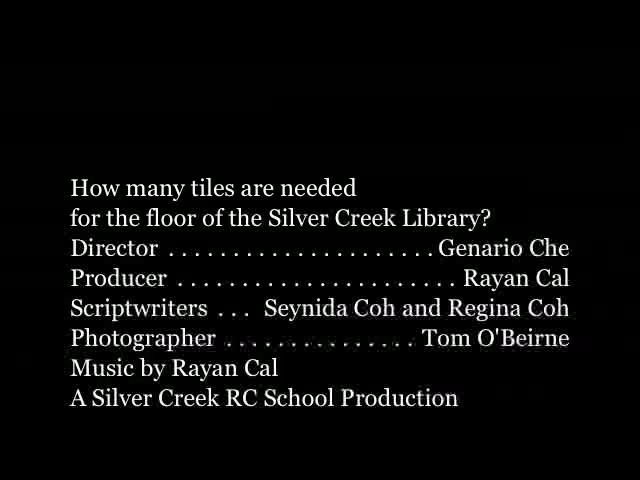 How many tiles are needed
for the floor of the Silver Creek Library?
Director . . . . . . . . . . . . . . . . . . . . . Genario Che
Producer . . . . . . . . . . . . . . . . . . . . . . Rayan Cal
Scriptwriters . . . Seynida Coh and Regina Coh
Photographer . . . . . . . . . . . . . . . Tom O'Beirne
Music by Rayan Cal
A Silver Creek RC School Production